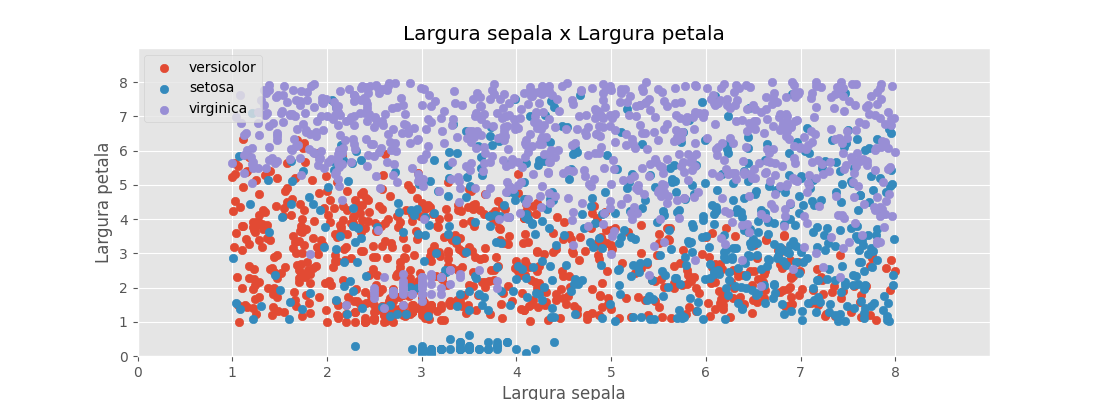 Largura sepala x Largura petala
versicolor
setosa
virginica
Largura petala
8
7
6
5
4
3
2
1
0
0 1 2 3 4 5 6 7 8
Largura sepala